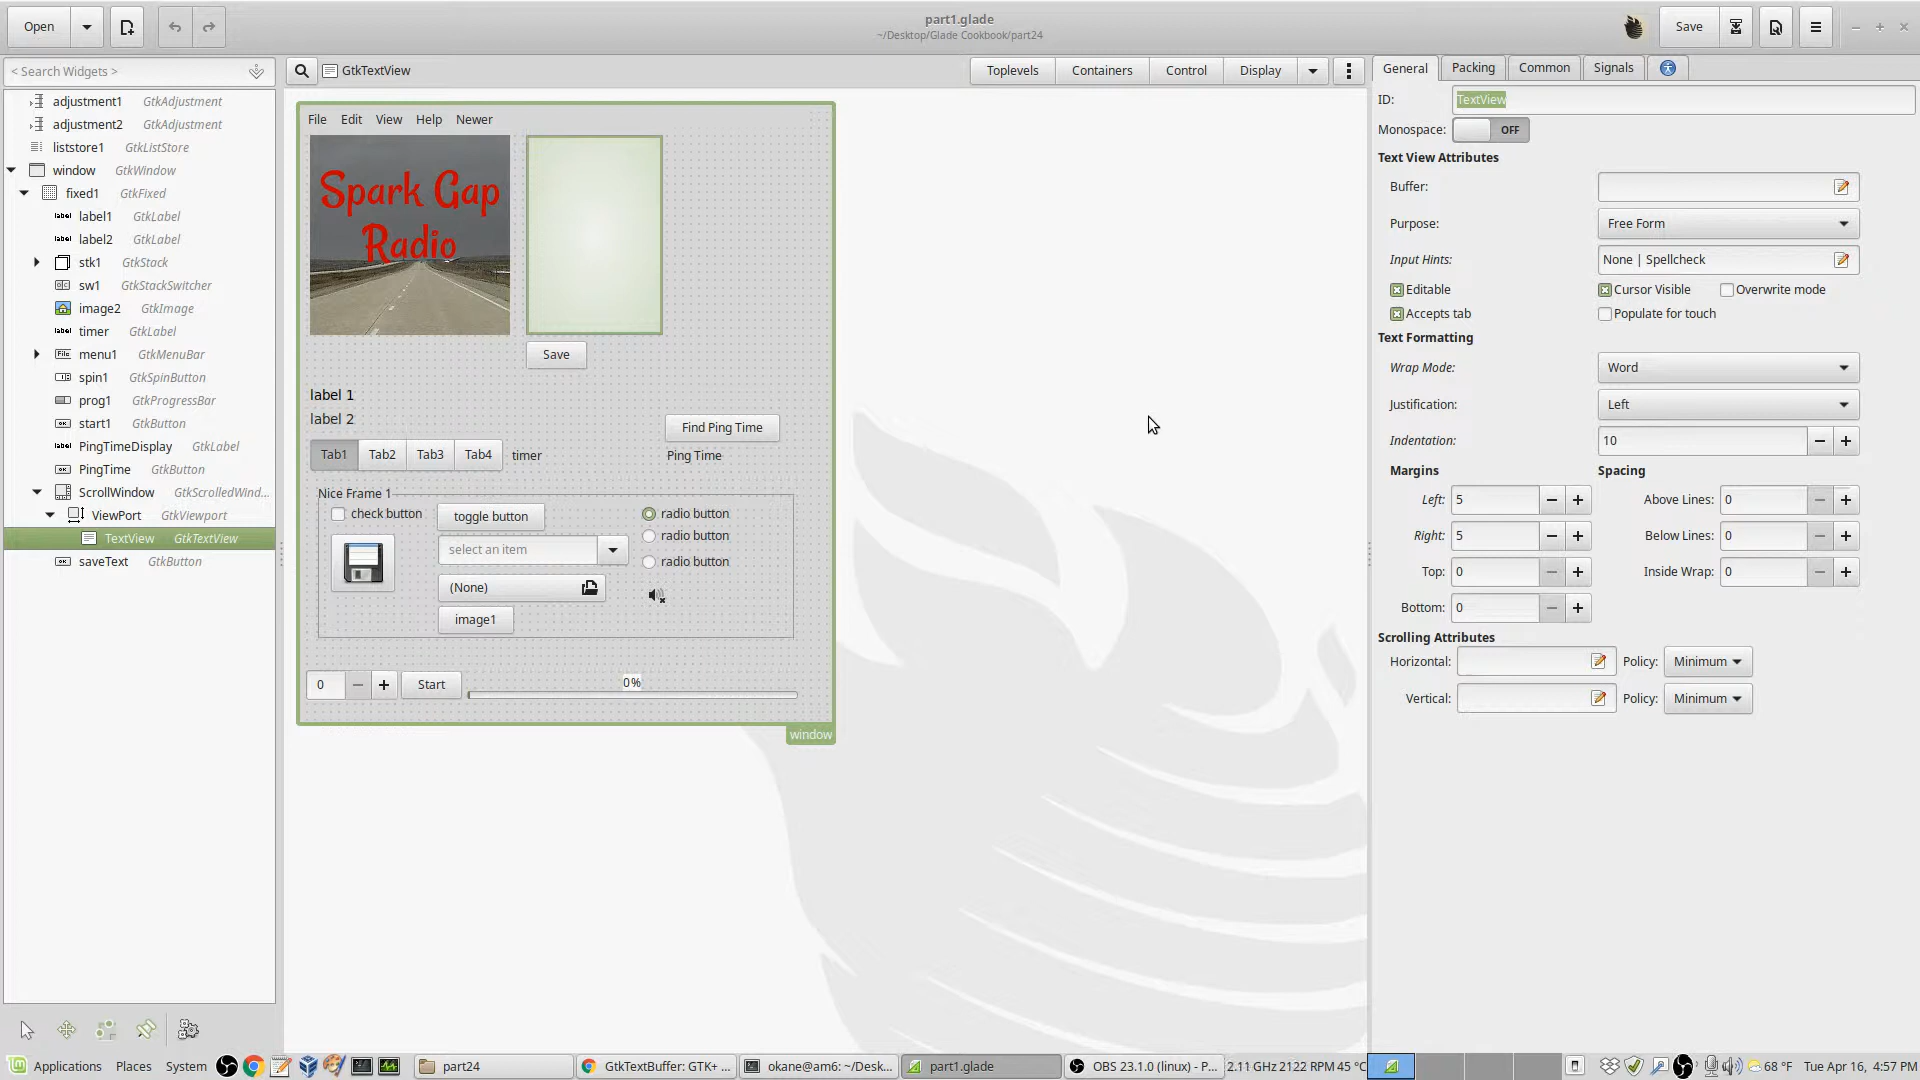 part1.glade
~/Desktop/Glade Cookbook/part24
Open
Save
< Search Widgets >
GtkTextView
Toplevels
Containers
Control
Display
General
Packing
Common
Signals
adjustment1 GtkAdjustment
adjustment2 GtkAdjustment
liststore1 GtkListStore
window GtkWindow
fixed1 GtkFixed
label1 GtkLabel
label2 GtkLabel
stk1 GtkStack
sw1 GtkStackSwitcher
image2 GtkImage
timer GtkLabel
menu1 GtkMenuBar
spin1 GtkSpinButton
prog1 GtkProgressBar
start1 GtkButton
PingTimeDisplay GtkLabel
PingTime GtkButton
ScrollWindow GtkScrolledWind...
ViewPort GtkViewport
TextView GtkTextView
saveText GtkButton
File Edit View Help Newer
Spark Gap
Radio
Save
label 1
label 2
Find Ping Time
Tab1 Tab2 Tab3 Tab4 timer
Ping Time
Nice Frame 1
check button
toggle button
radio button
select an item
radio button
radio button
(None)
image1
0
Start
0%
window
ID: TextView
Monospace: OFF
Text View Attributes
Buffer:
Purpose: Free Form
Input Hints: None | Spellcheck
Editable Cursor Visible Overwrite mode
Accepts tab Populate for touch
Text Formatting
Wrap Mode: Word
Justification: Left
Indentation: 10
Margins Spacing
Left: 5 Above Lines: 0
Right: 5 Below Lines: 0
Top: 0 Inside Wrap: 0
Bottom: 0
Scrolling Attributes
Horizontal: Policy: Minimum
Vertical: Policy: Minimum
Applications Places System
part24
GtkTextBuffer: GTK+ ...
okane@am6: ~/Desk...
part1.glade
OBS 23.1.0 (linux) - P...
2.11 GHz 2122 RPM 45 °C
68 °F
Tue Apr 16, 4:57 PM